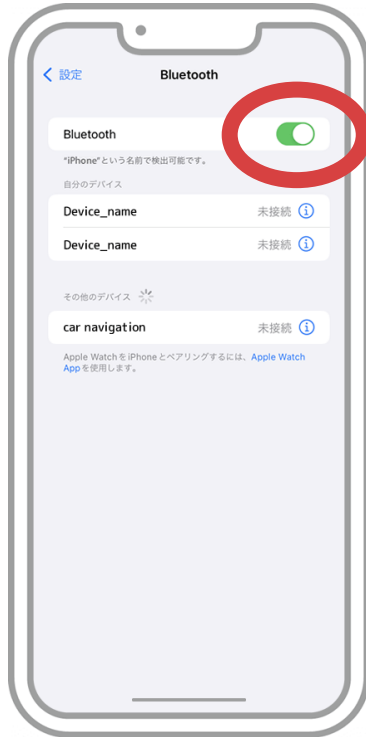 設定 Bluetooth
Bluetooth
"iPhone"という名前で検出可能です。
自分のデバイス
Device_name 未接続
Device_name 未接続
その他のデバイス
car navigation 未接続
Apple WatchをiPhoneとペアリングするには、Apple Watch
Appを使用します。